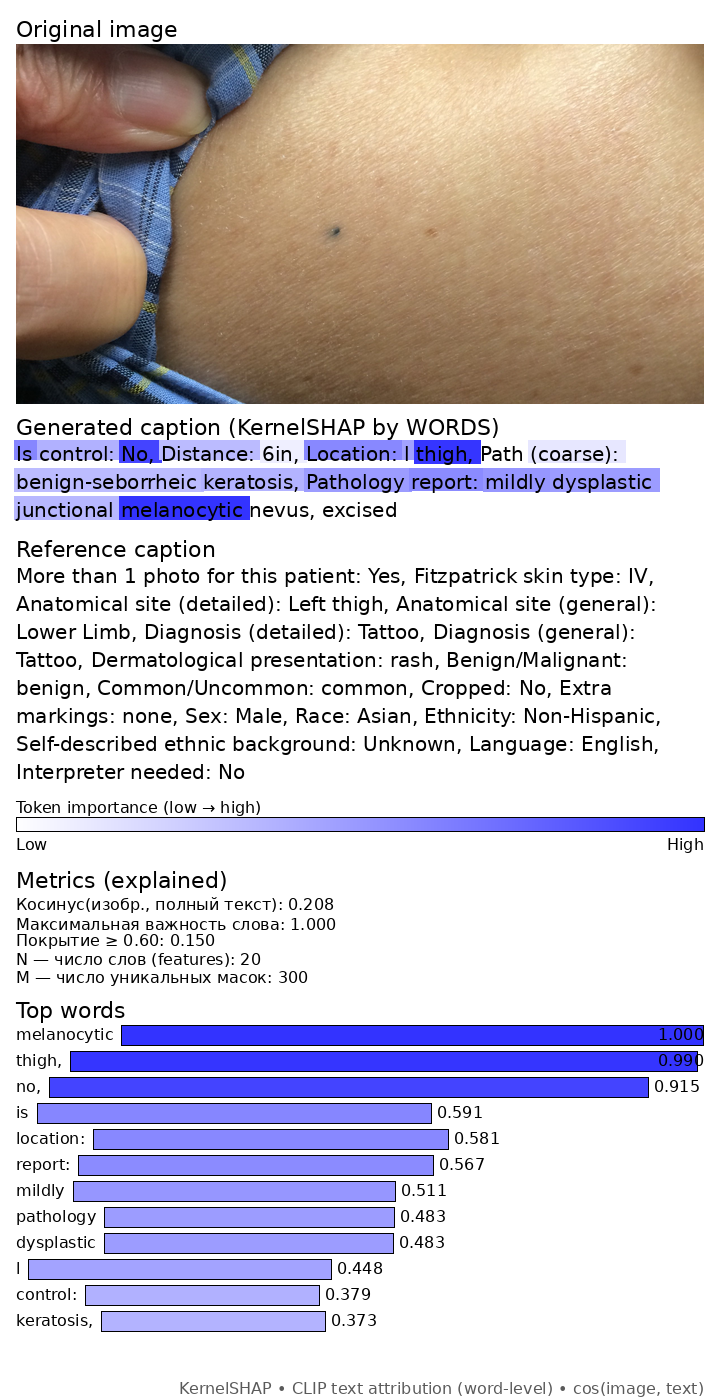 Original image
Generated caption (KernelSHAP by WORDS)
Is control: No, Distance: 6in, Location: l thigh, Path (coarse):
benign-seborrheic keratosis, Pathology report: mildly dysplastic
junctional melanocytic nevus, excised
Reference caption
More than 1 photo for this patient: Yes, Fitzpatrick skin type: IV,
Anatomical site (detailed): Left thigh, Anatomical site (general):
Lower Limb, Diagnosis (detailed): Tattoo, Diagnosis (general):
Tattoo, Dermatological presentation: rash, Benign/Malignant:
benign, Common/Uncommon: common, Cropped: No, Extra
markings: none, Sex: Male, Race: Asian, Ethnicity: Non-Hispanic,
Self-described ethnic background: Unknown, Language: English,
Interpreter needed: No
Token importance (low → high)
Low High
Metrics (explained)
Косинус(изобр., полный текст): 0.208
Максимальная важность слова: 1.000
Покрытие ≥ 0.60: 0.150
N — число слов (features): 20
M — число уникальных масок: 300
Top words
melanocytic 1.000
thigh, 0.990
no, 0.915
is 0.591
location: 0.581
report: 0.567
mildly 0.511
pathology 0.483
dysplastic 0.483
l 0.448
control: 0.379
keratosis, 0.373
KernelSHAP • CLIP text attribution (word-level) • cos(image, text)